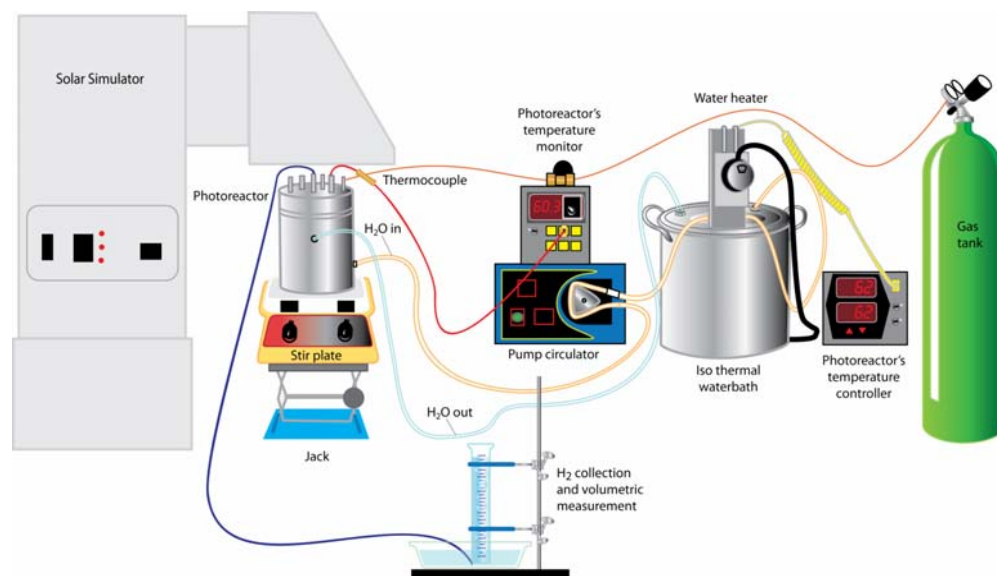 Solar Simulator
Photoreactor
Thermocouple
H₂O in
Photoreactor's
temperature
monitor
60.3
Water heater
Gas
tank
62
62
Stir plate
Pump circulator
Iso thermal
waterbath
Photoreactor's
temperature
controller
H₂O out
Jack
H₂ collection
and volumetric
measurement